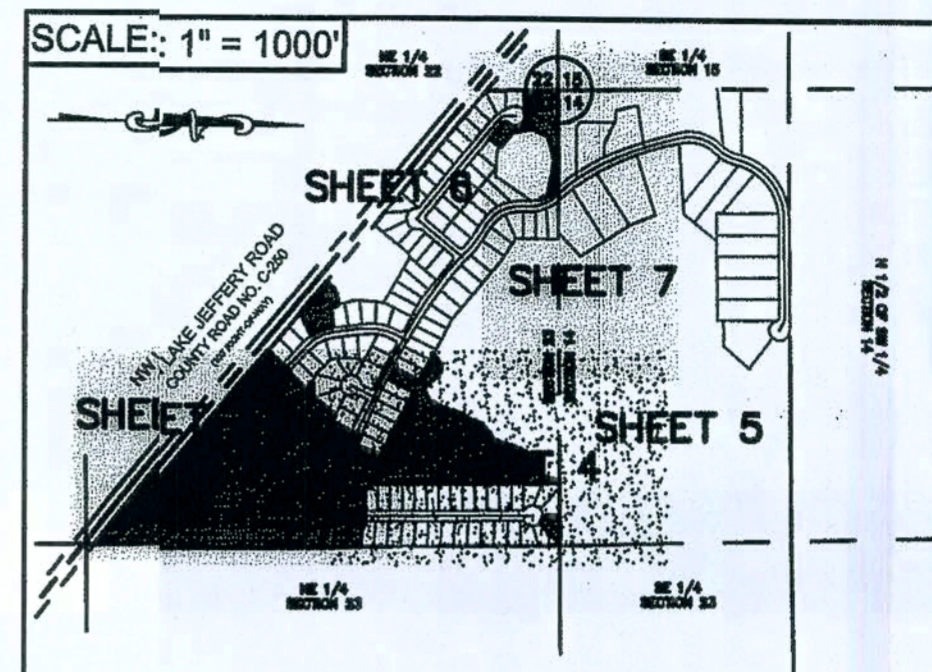 SCALE:: 1" = 1000'
NE 1/4
SECTION 22
SE 1/4
SECTION 15
22 15
14
SHEET 6
NW, LAKE JEFFERY ROAD
COUNTY ROAD NO. C-250
SHEET 7
N 1/2 OF SW 1/4
SECTION 14
SHEET
SHEET 5
4
NE 1/4
SECTION 23
SE 1/4
SECTION 23